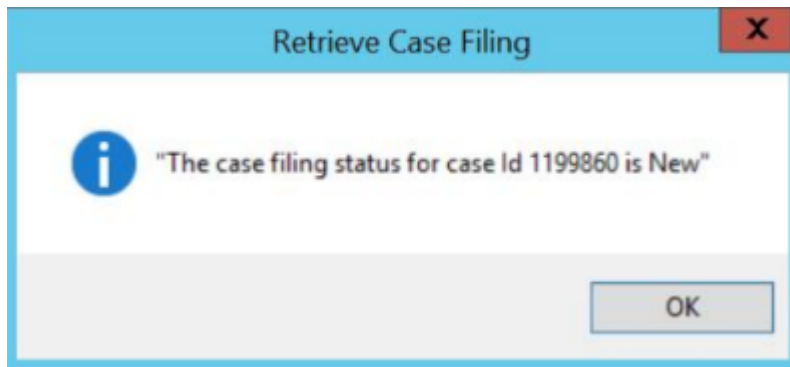 Retrieve Case Filing
X
"The case filing status for case Id 1199860 is New"
OK